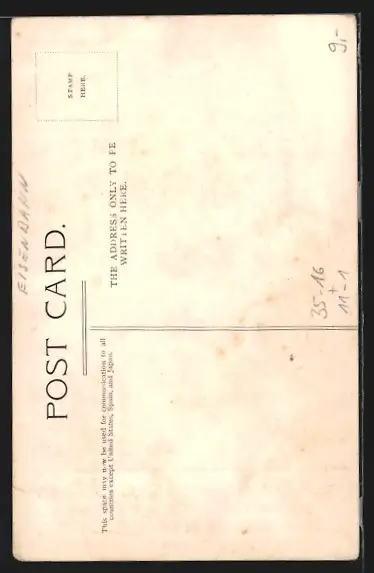 EISENBAHN
POST CARD.
STAMP
HERE.
This space may now be used for communication to all
countries except United States, Spain, and Japan.
THE ADDRESS ONLY TO BE
WRITTEN HERE.
35-16
+
11-1
9,-